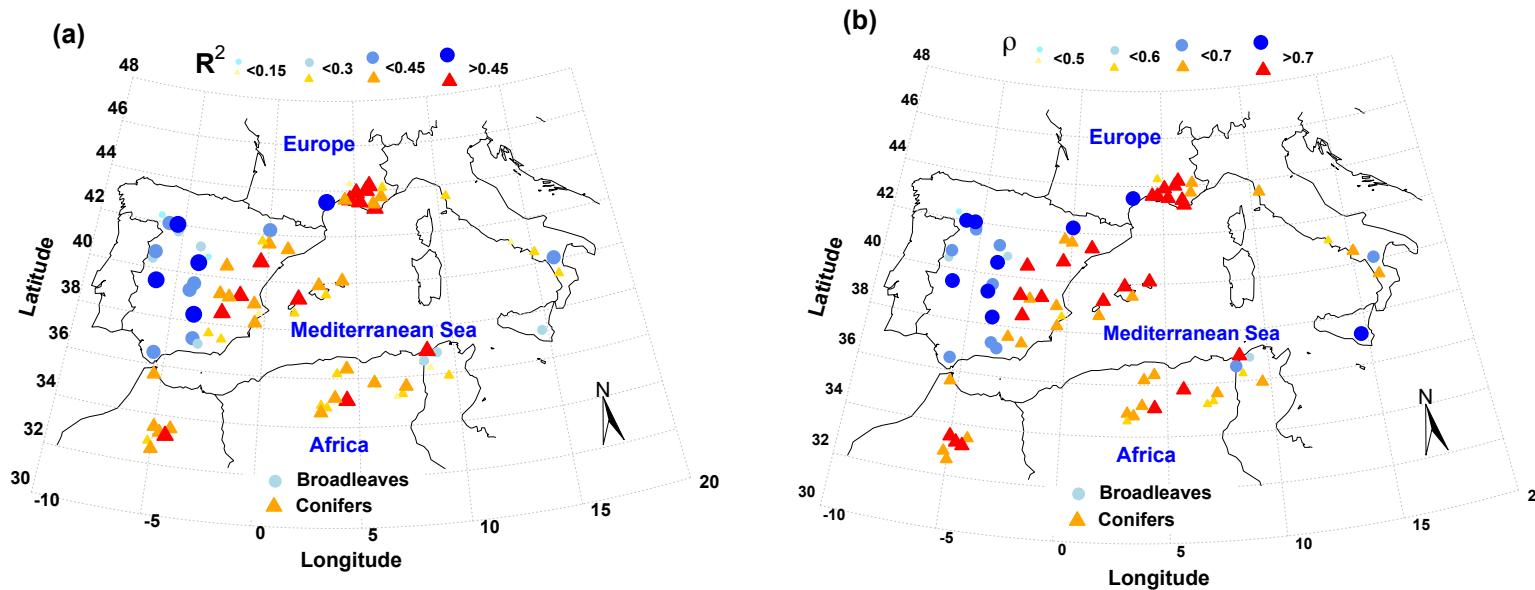 (a)
R2 <0.15 <0.3 <0.45 >0.45
48
46
44
42
40
38
36
34
32
30
-10
-5
0
5
10
15
20
Latitude
Longitude
Europe
Mediterranean Sea
Africa
N
Broadleaves
Conifers
(b)
ρ <0.5 <0.6 <0.7 >0.7
48
46
44
42
40
38
36
34
32
30
-10
-5
0
5
10
15
2
Latitude
Longitude
Europe
Mediterranean Sea
Africa
N
Broadleaves
Conifers